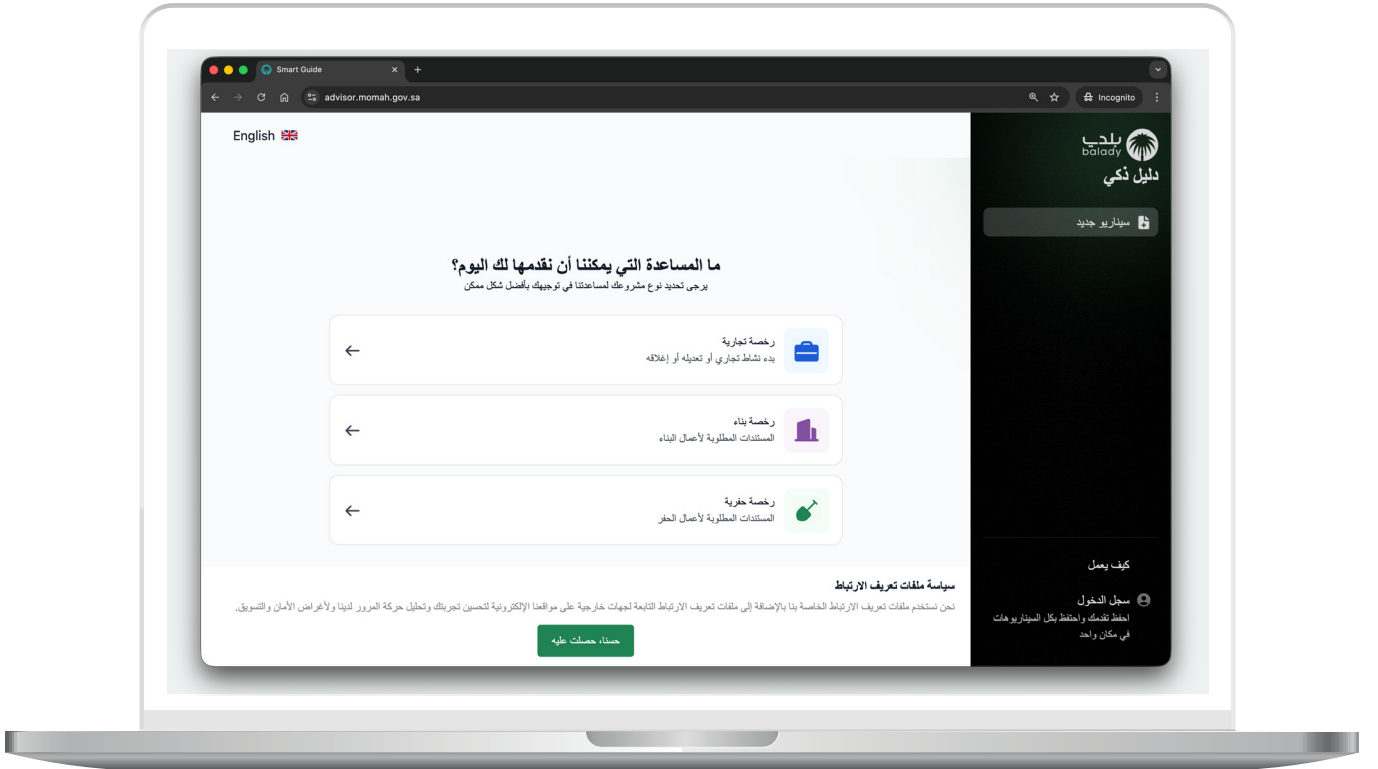 Smart Guide
advisor.momah.gov.sa
Incognito
English
بلدي
balady
دليل ذكي
سيناريو جديد
ما المساعدة التي يمكننا أن نقدمها لك اليوم؟
يرجى تحديد نوع مشروعك لمساعدتنا في توجيهك بأفضل شكل ممكن
رخصة تجارية
بدء نشاط تجاري أو تعديله أو إغلاقه
رخصة بناء
المستندات المطلوبة لأعمال البناء
رخصة حفرية
المستندات المطلوبة لأعمال الحفر
كيف يعمل
سجل الدخول
احفظ تقدمك واحتفظ بكل السيناريوهات
في مكان واحد
سياسة ملفات تعريف الارتباط
نحن نستخدم ملفات تعريف الارتباط الخاصة بنا بالإضافة إلى ملفات تعريف الارتباط التابعة لجهات خارجية على مواقعنا الإلكترونية لتحسين تجربتك وتحليل حركة المرور لدينا ولأغراض الأمان والتسويق.
حسنا، حصلت عليه